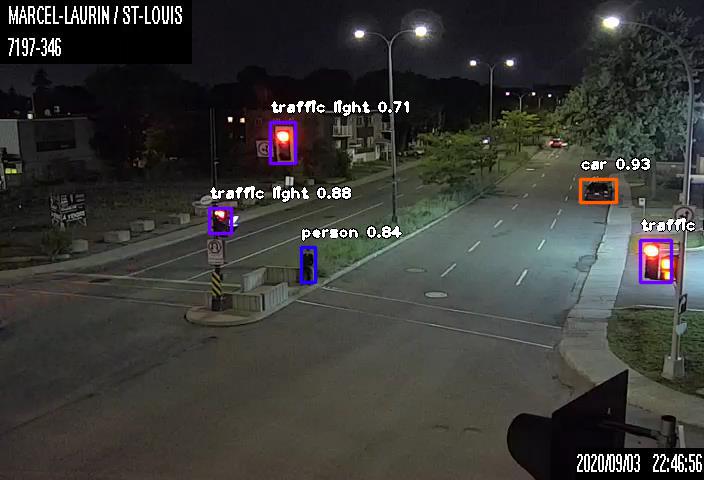 MARCEL-LAURIN / ST-LOUIS
7197-346
traffic light 0.71
car 0.93
traffic light 0.88
traffic
person 0.84
2020/09/03 22:46:56